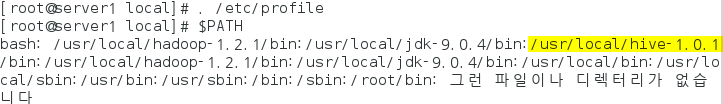 [root@server1 local]# . /etc/profile
[root@server1 local]# $PATH
bash: /usr/local/hadoop-1.2.1/bin:/usr/local/jdk-9.0.4/bin:/usr/local/hive-1.0.1
/bin:/usr/local/hadoop-1.2.1/bin:/usr/local/jdk-9.0.4/bin:/usr/local/bin:/usr/lo
cal/sbin:/usr/bin:/usr/sbin:/bin:/sbin:/root/bin: 그런 파일이나 디렉터리가 없습
니다